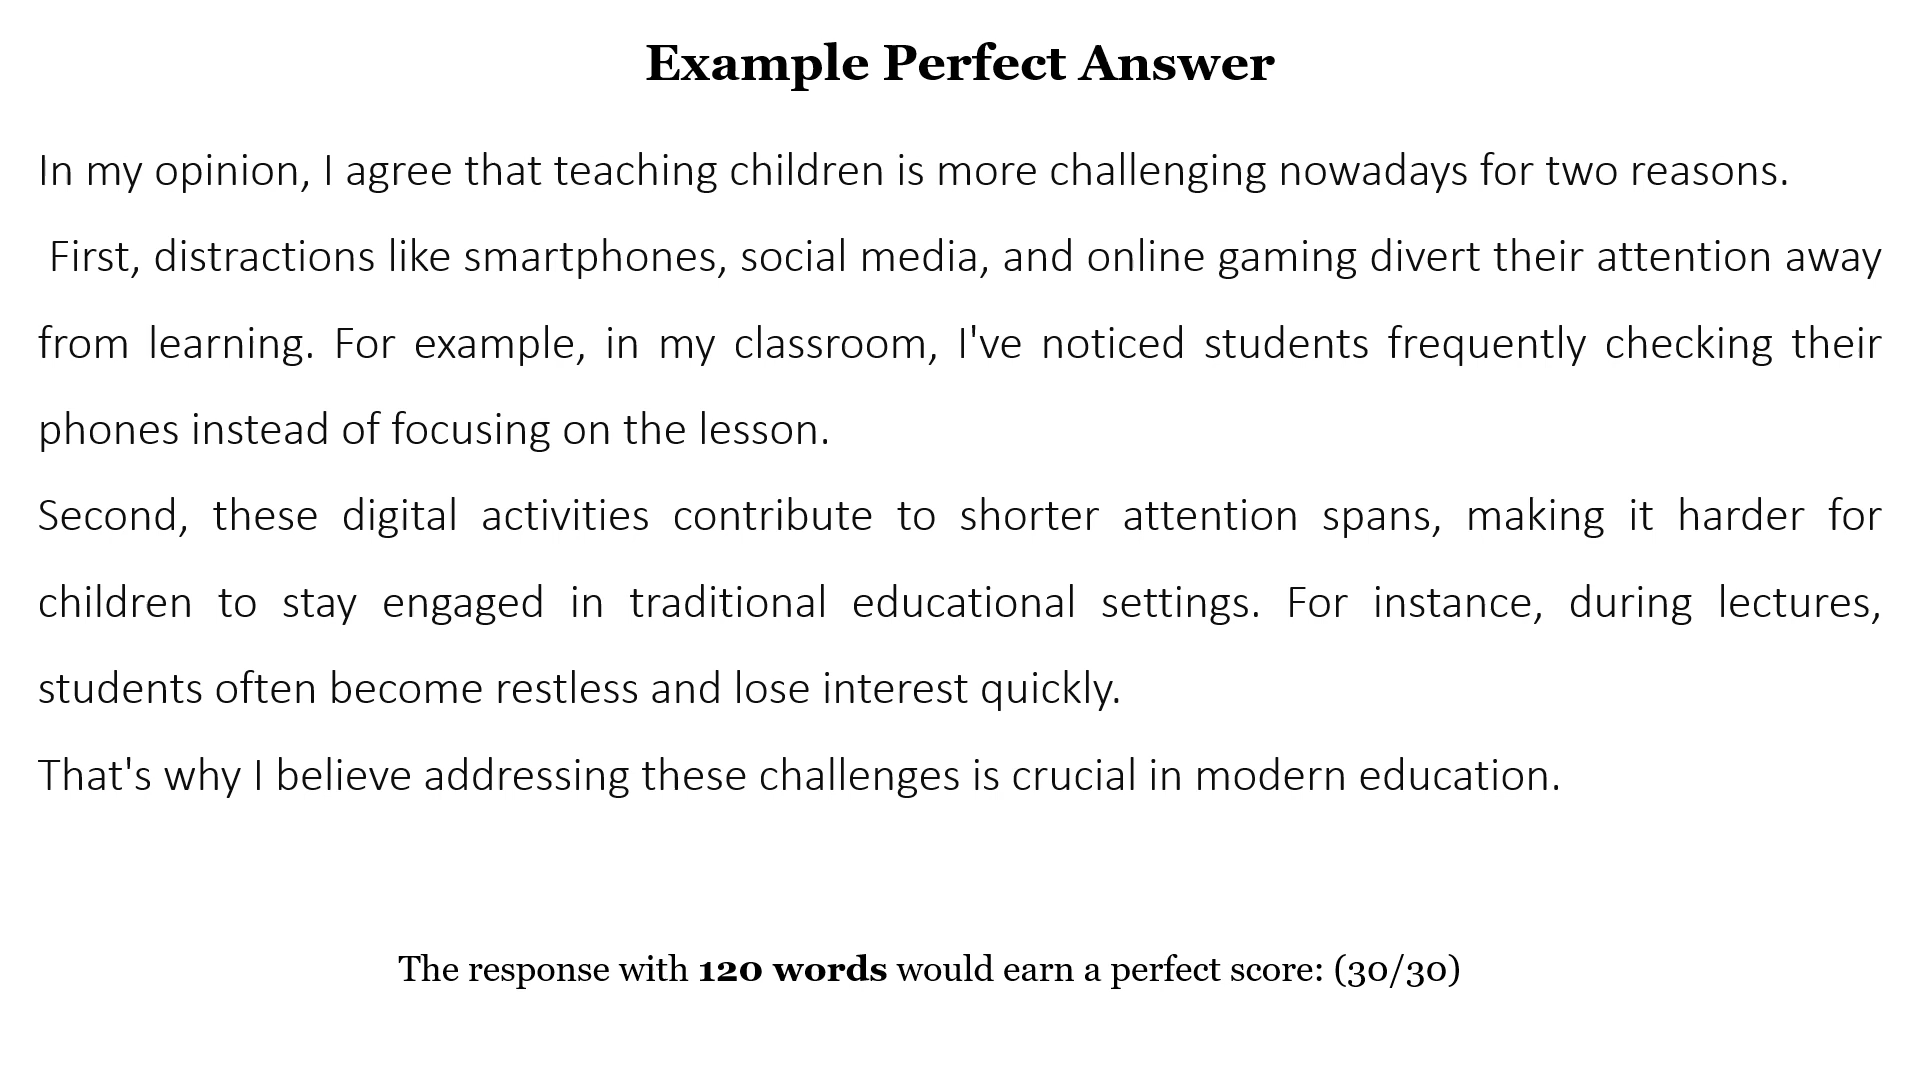 Example Perfect Answer
In my opinion, I agree that teaching children is more challenging nowadays for two reasons.
First, distractions like smartphones, social media, and online gaming divert their attention away
from learning. For example, in my classroom, I've noticed students frequently checking their
phones instead of focusing on the lesson.
Second, these digital activities contribute to shorter attention spans, making it harder for
children to stay engaged in traditional educational settings. For instance, during lectures,
students often become restless and lose interest quickly.
That's why I believe addressing these challenges is crucial in modern education.
The response with 120 words would earn a perfect score: (30/30)